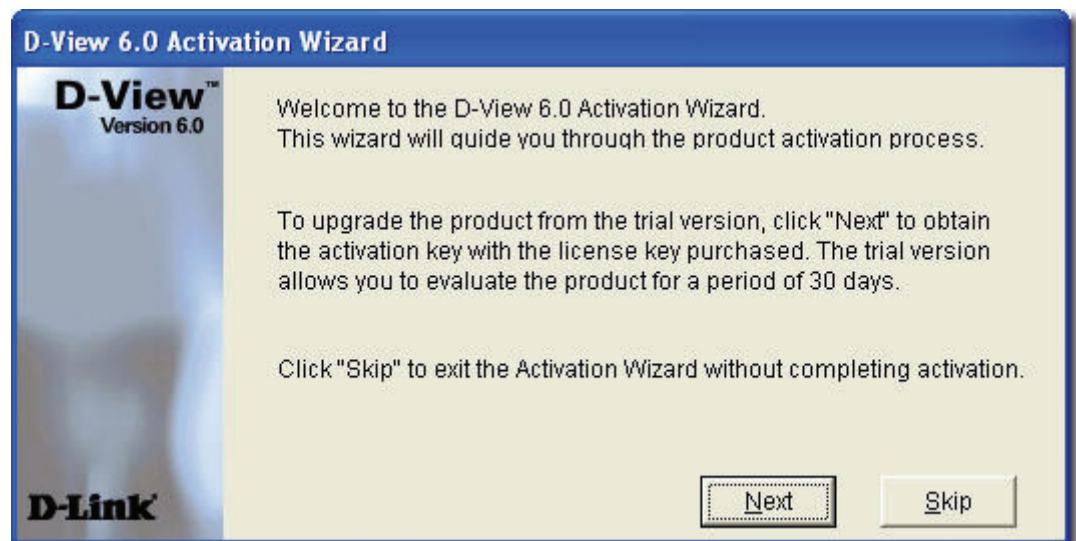 D-View 6.0 Activation Wizard
D-View™
Version 6.0
Welcome to the D-View 6.0 Activation Wizard.
This wizard will guide you through the product activation process.
To upgrade the product from the trial version, click "Next" to obtain
the activation key with the license key purchased. The trial version
allows you to evaluate the product for a period of 30 days.
Click "Skip" to exit the Activation Wizard without completing activation.
D-Link
Next
Skip